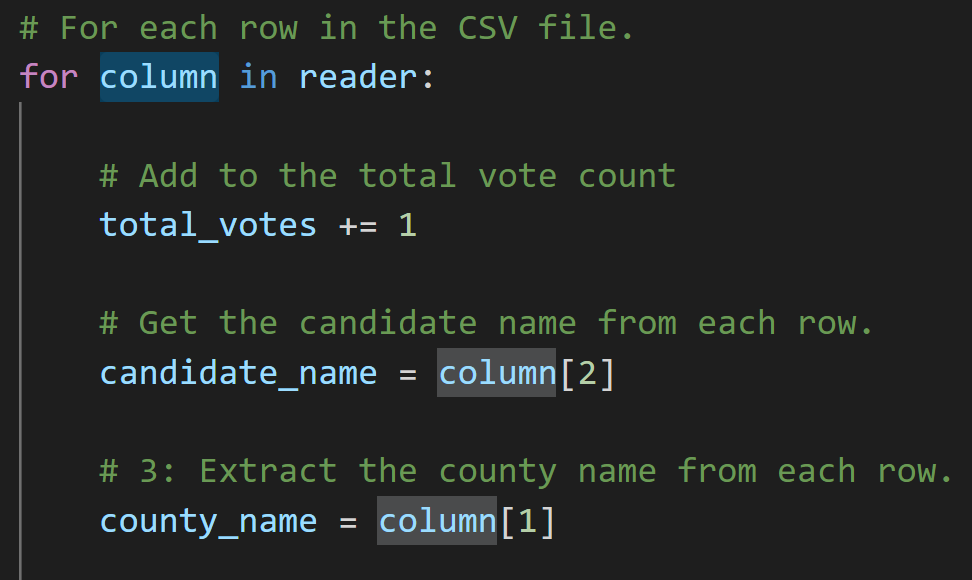 # For each row in the CSV file.
for column in reader:
# Add to the total vote count
total_votes += 1
# Get the candidate name from each row.
candidate_name = column[2]
# 3: Extract the county name from each row.
county_name = column[1]